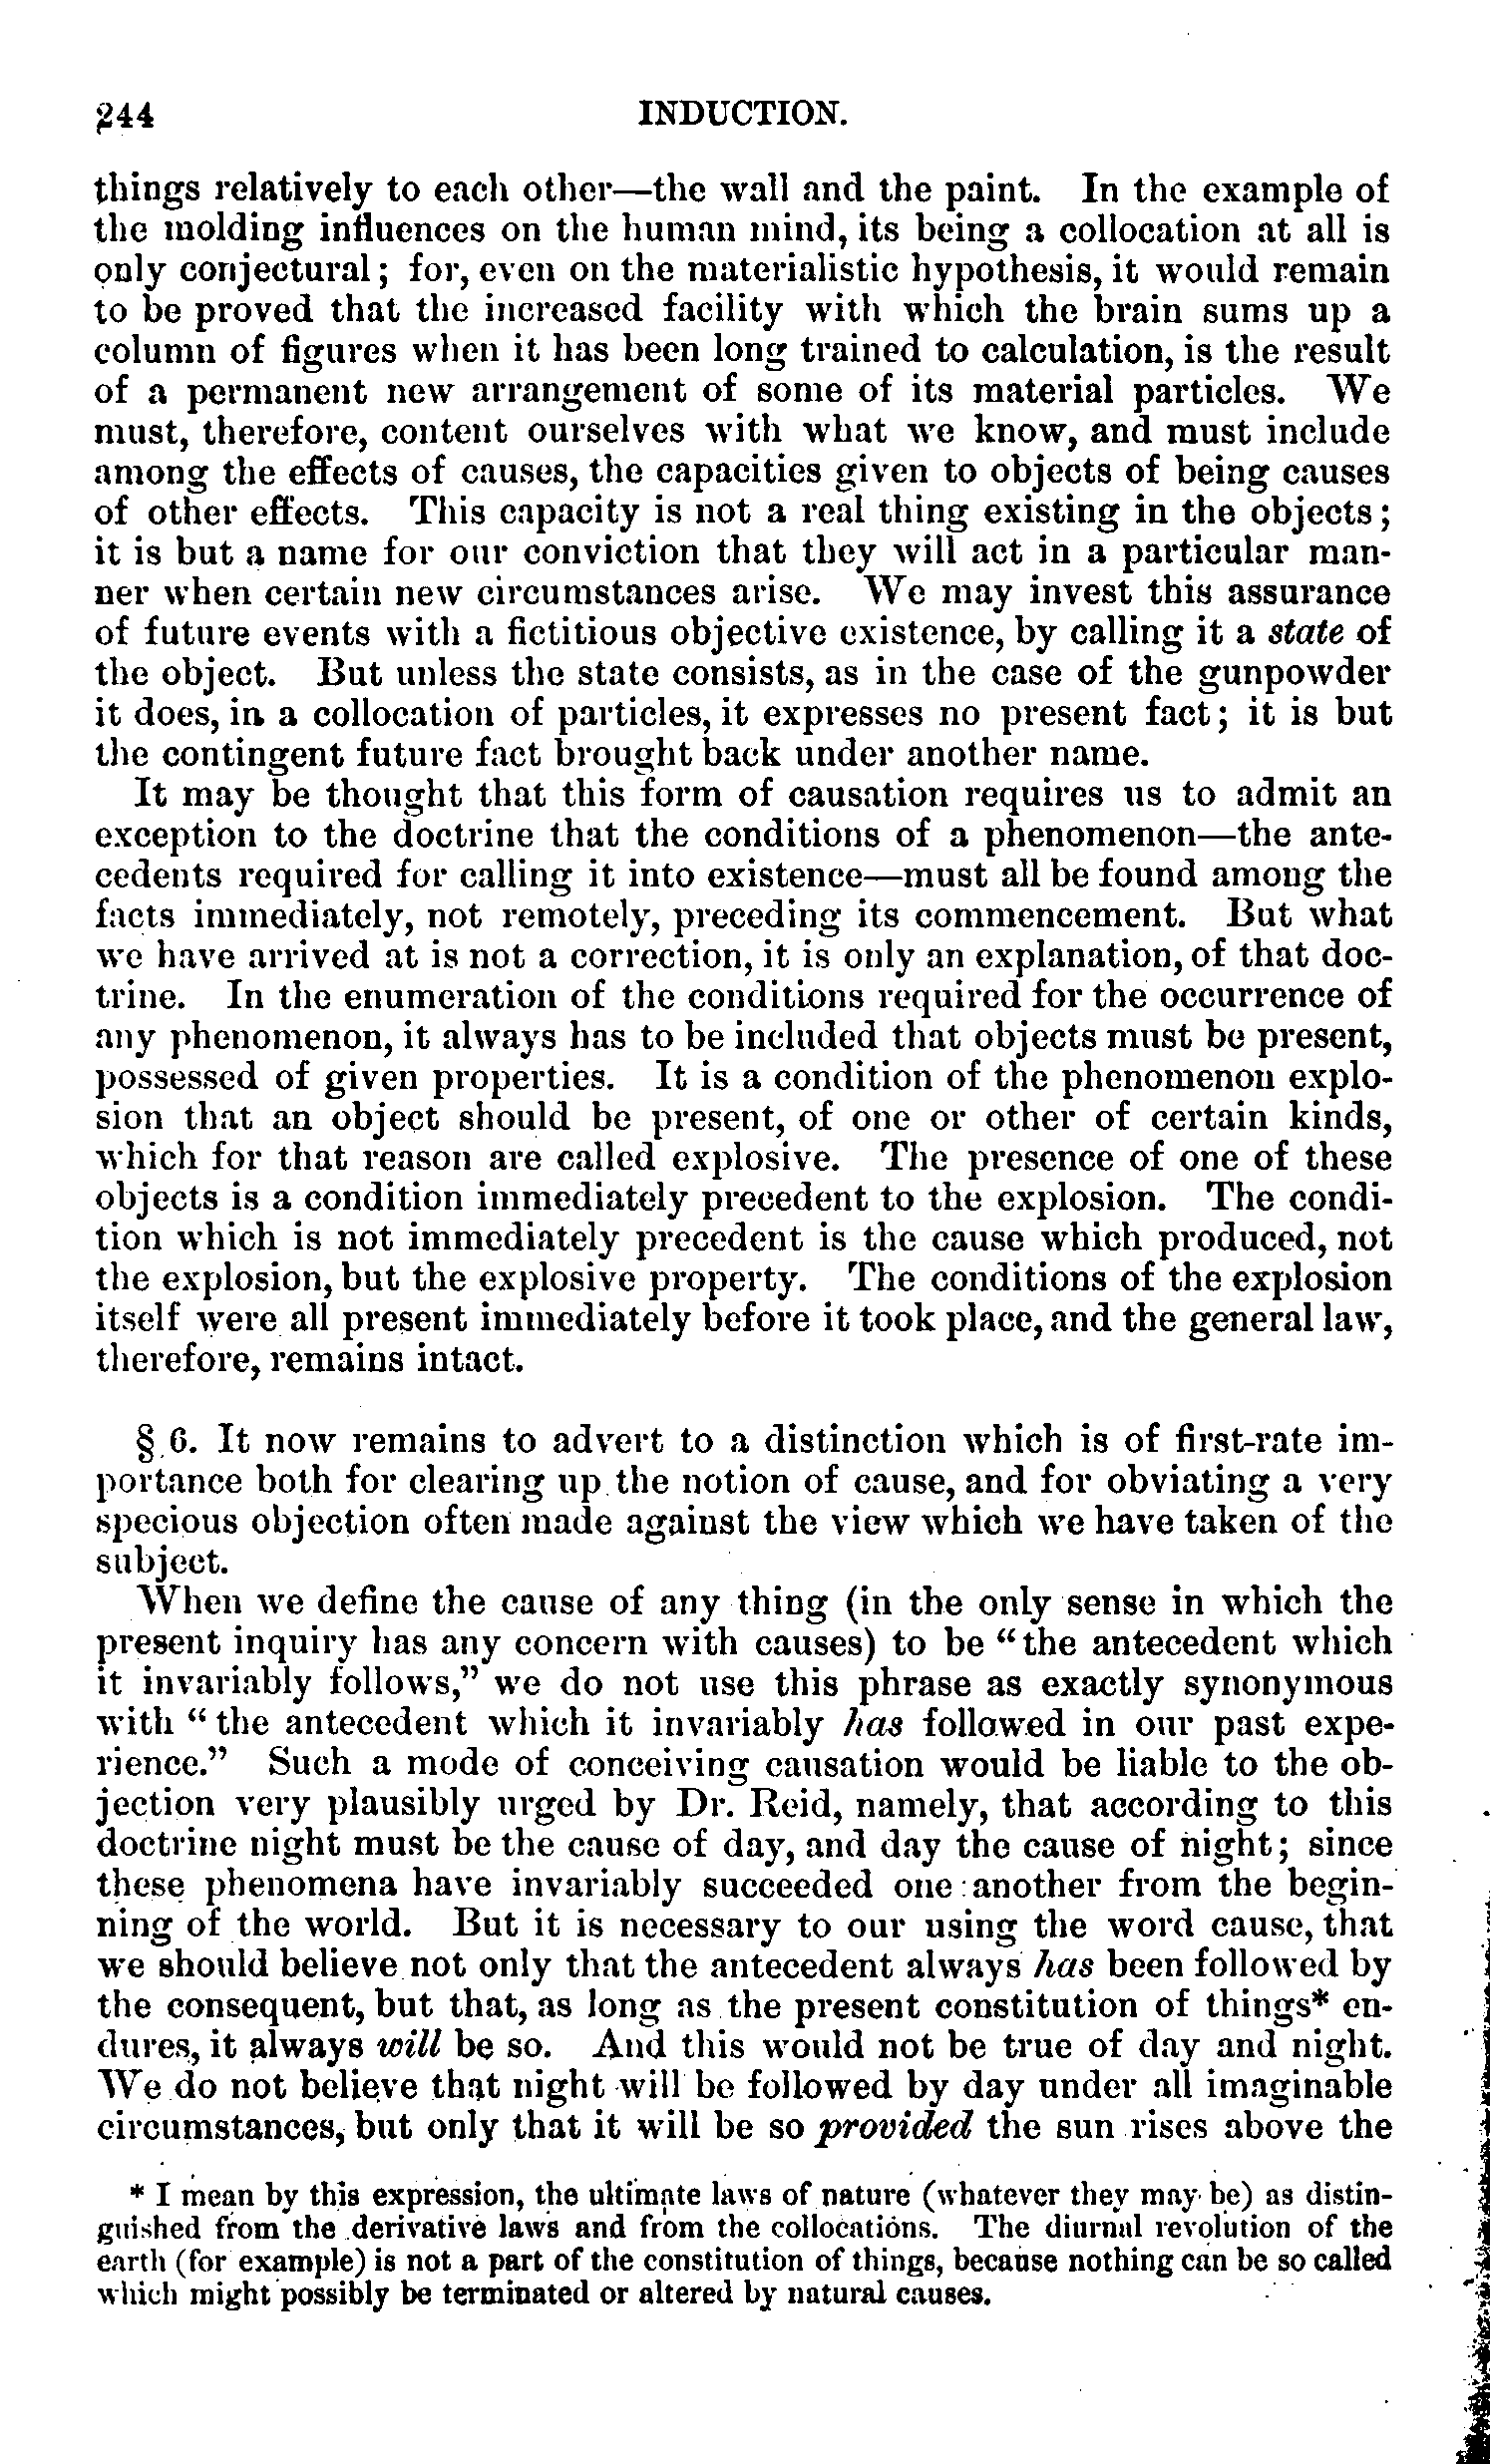 244 INDUCTION.
things relatively to each other—the wall and the paint. In the example of
the molding influences on the human mind, its being a collocation at all is
only conjectural; for, even on the materialistic hypothesis, it would remain
to be proved that the increased facility with which the brain sums up a
column of figures when it has been long trained to calculation, is the result
of a permanent new arrangement of some of its material particles. We
must, therefore, content ourselves with what we know, and must include
among the effects of causes, the capacities given to objects of being causes
of other effects. This capacity is not a real thing existing in the objects;
it is but a name for our conviction that they will act in a particular man-
ner when certain new circumstances arise. We may invest this assurance
of future events with a fictitious objective existence, by calling it a state of
the object. But unless the state consists, as in the case of the gunpowder
it does, in a collocation of particles, it expresses no present fact; it is but
the contingent future fact brought back under another name.
It may be thought that this form of causation requires us to admit an
exception to the doctrine that the conditions of a phenomenon—the ante-
cedents required for calling it into existence—must all be found among the
facts immediately, not remotely, preceding its commencement. But what
we have arrived at is not a correction, it is only an explanation, of that doc-
trine. In the enumeration of the conditions required for the occurrence of
any phenomenon, it always has to be included that objects must be present,
possessed of given properties. It is a condition of the phenomenon explo-
sion that an object should be present, of one or other of certain kinds,
which for that reason are called explosive. The presence of one of these
objects is a condition immediately precedent to the explosion. The condi-
tion which is not immediately precedent is the cause which produced, not
the explosion, but the explosive property. The conditions of the explosion
itself were all present immediately before it took place, and the general law,
therefore, remains intact.
§ 6. It now remains to advert to a distinction which is of first-rate im-
portance both for clearing up the notion of cause, and for obviating a very
specious objection often made against the view which we have taken of the
subject.
When we define the cause of any thing (in the only sense in which the
present inquiry has any concern with causes) to be "the antecedent which
it invariably follows," we do not use this phrase as exactly synonymous
with "the antecedent which it invariably has followed in our past expe-
rience." Such a mode of conceiving causation would be liable to the ob-
jection very plausibly urged by Dr. Reid, namely, that according to this
doctrine night must be the cause of day, and day the cause of night; since
these phenomena have invariably succeeded one another from the begin-
ning of the world. But it is necessary to our using the word cause, that
we should believe not only that the antecedent always has been followed by
the consequent, but that, as long as the present constitution of things* en-
dures, it always will be so. And this would not be true of day and night.
We do not believe that night will be followed by day under all imaginable
circumstances, but only that it will be so provided the sun rises above the
* I mean by this expression, the ultimate laws of nature (whatever they may be) as distin-
guished from the derivative laws and from the collocations. The diurnal revolution of the
earth (for example) is not a part of the constitution of things, because nothing can be so called
which might possibly be terminated or altered by natural causes.